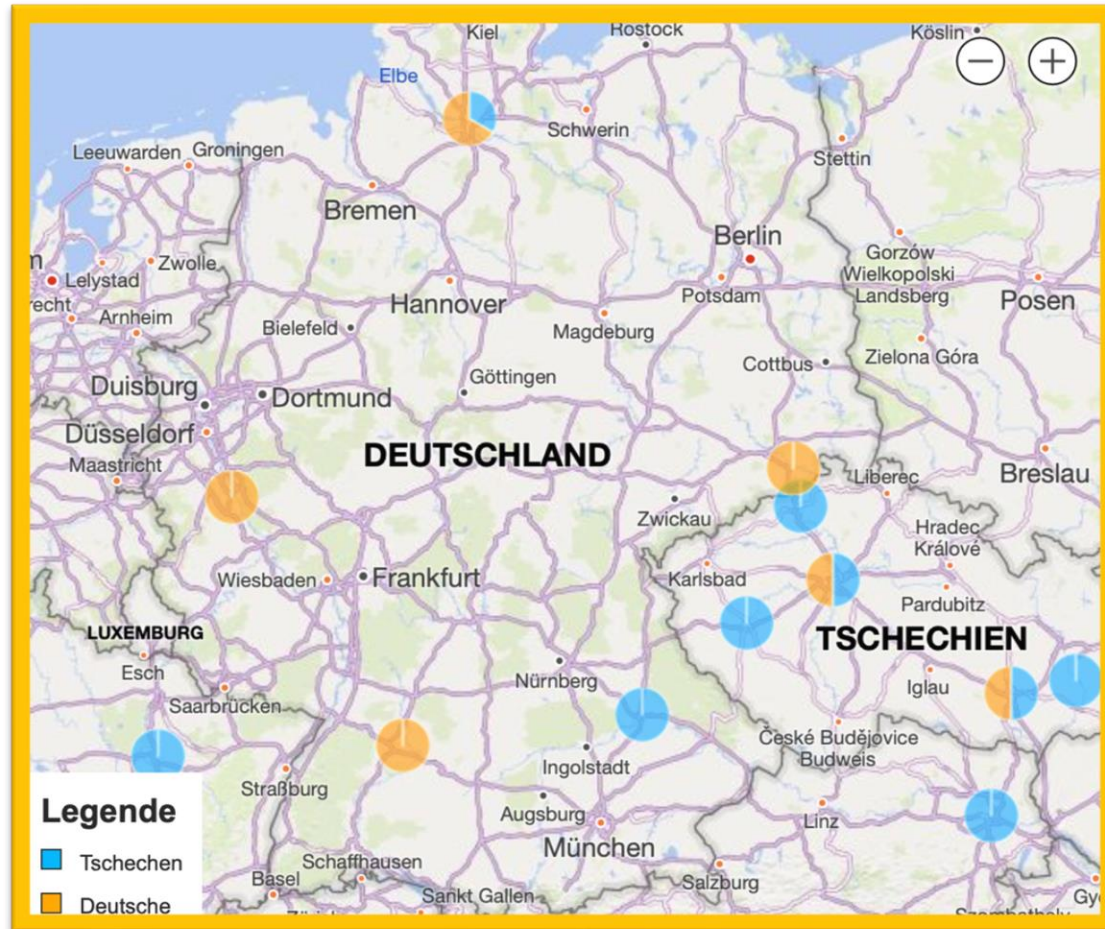 Kiel
Rostock
Köslin
Elbe
Schwerin
Stettin
Leeuwarden
Groningen
Bremen
Berlin
Gorzów
Wielkopolski
Landsberg
Zwolle
m
Lelystad
Potsdam
Posen
recht
Arnheim
Hannover
Bielefeld
Magdeburg
Zielona Góra
Cottbus
Göttingen
Duisburg
Dortmund
Düsseldorf
DEUTSCHLAND
Maastricht
Breslau
Liberec
Zwickau
Hradec
Králové
Wiesbaden
Frankfurt
Karlsbad
Pardubitz
LUXEMBURG
TSCHECHIEN
Esch
Nürnberg
Iglau
Saarbrücken
České Budějovice
Budweis
Ingolstadt
Straßburg
Augsburg
Linz
München
Legende
Tschechen
Deutsche
Schaffhausen
Basel
Salzburg
Sankt Gallen
Gy
Szombathely